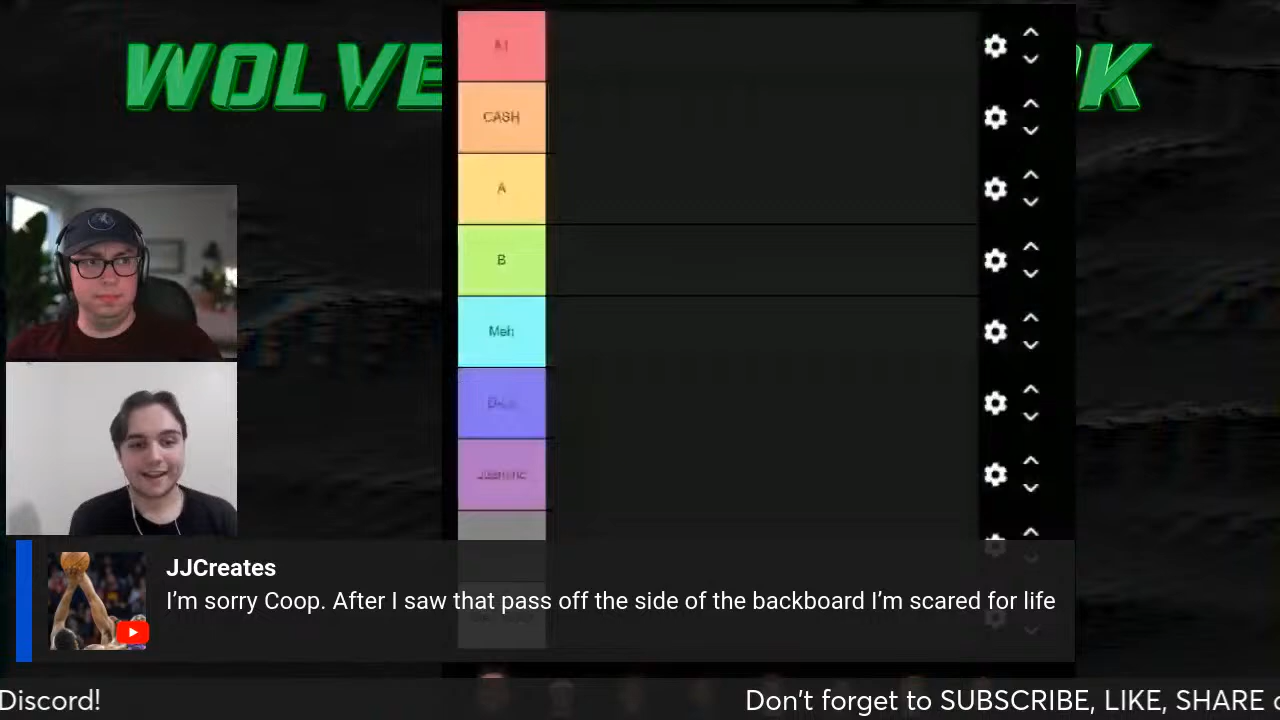 WOLVE
K
CASH
A
B
Meh
JJCreates
I'm sorry Coop. After I saw that pass off the side of the backboard I'm scared for life
Discord!
Don't forget to SUBSCRIBE, LIKE, SHARE